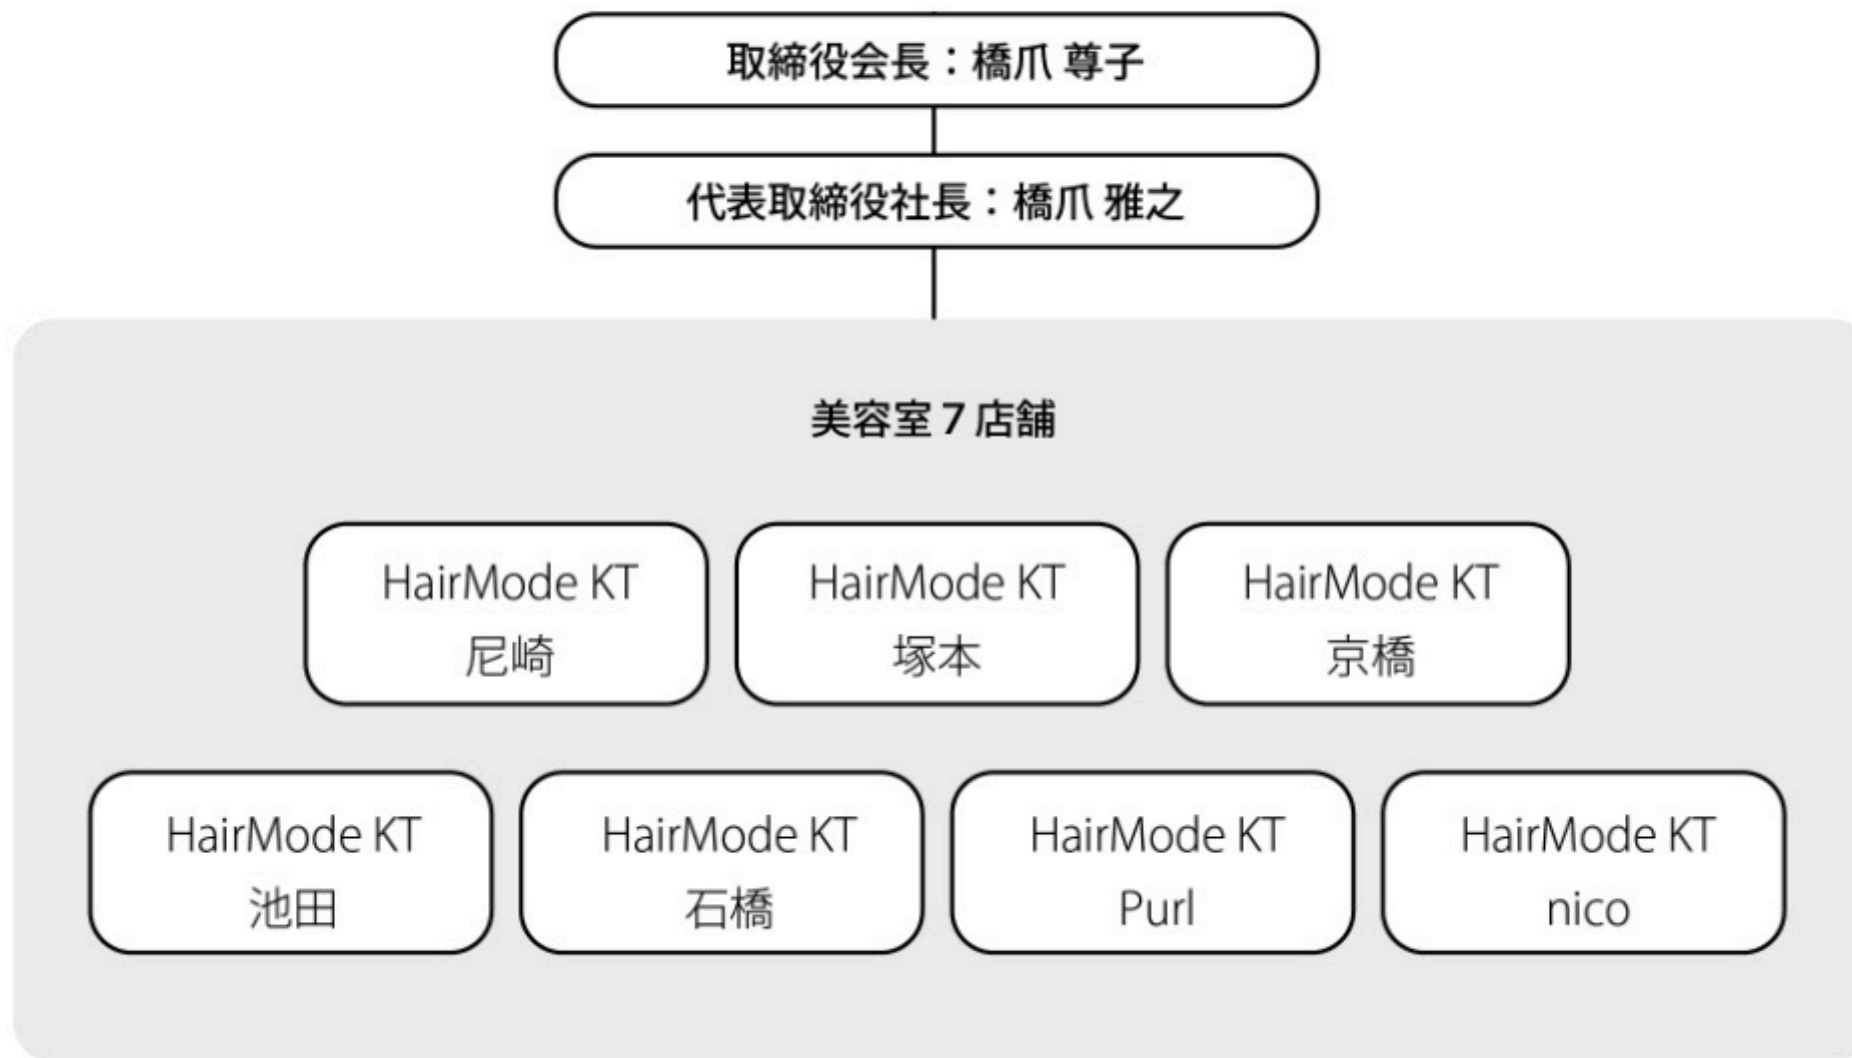 取締役会長：橋爪 尊子
代表取締役社長：橋爪 雅之
美容室７店舗
HairMode KT
尼崎
HairMode KT
塚本
HairMode KT
京橋
HairMode KT
池田
HairMode KT
石橋
HairMode KT
Purl
HairMode KT
nico